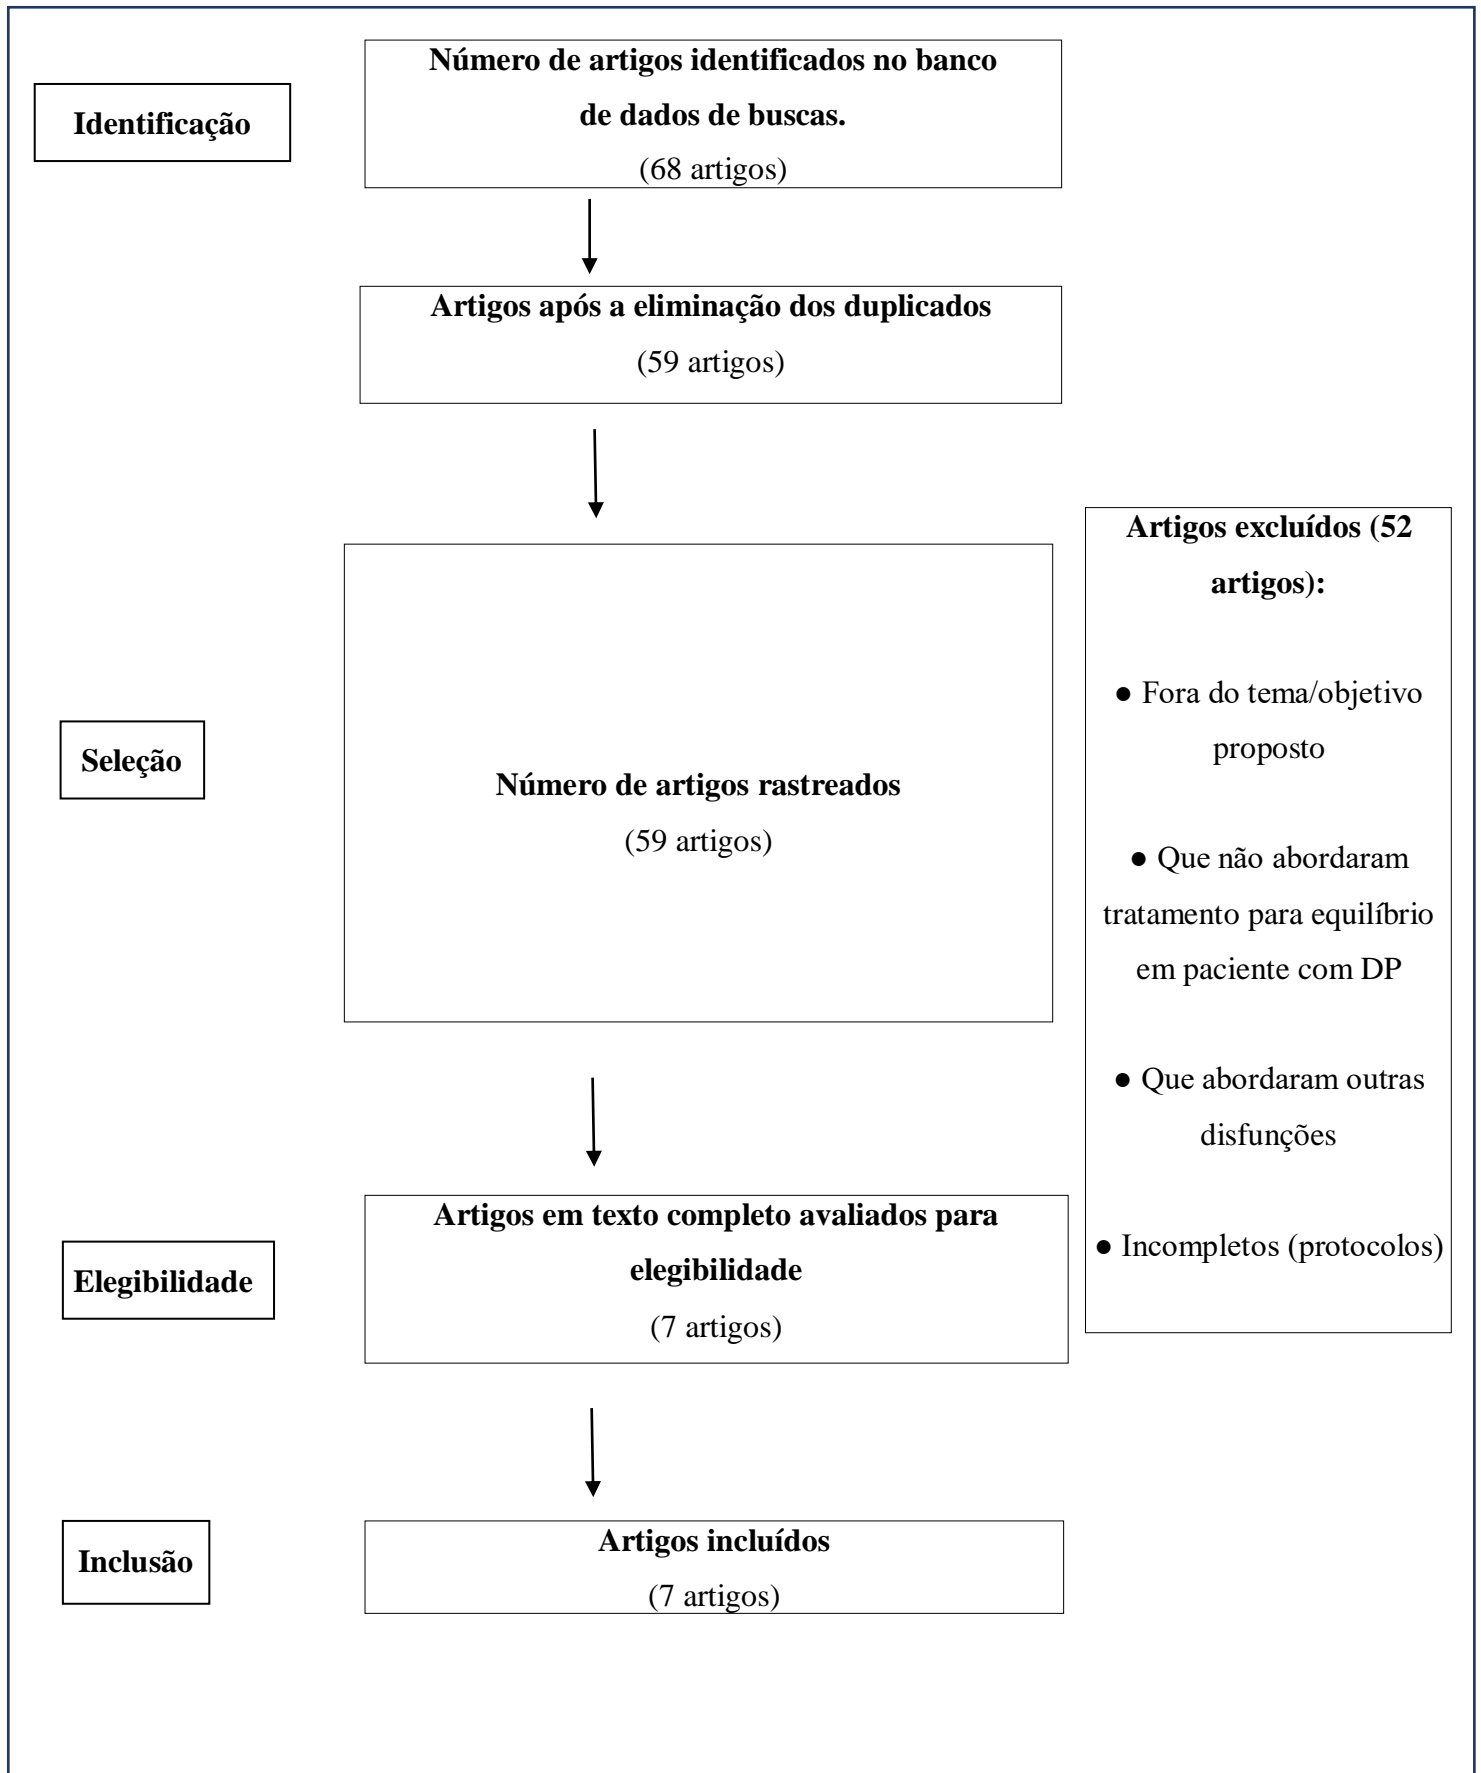 Identificação
Número de artigos identificados no banco
de dados de buscas.
(68 artigos)
Artigos após a eliminação dos duplicados
(59 artigos)
Seleção
Número de artigos rastreados
(59 artigos)
Artigos excluídos (52
artigos):
● Fora do tema/objetivo
proposto
● Que não abordaram
tratamento para equilíbrio
em paciente com DP
● Que abordaram outras
disfunções
● Incompletos (protocolos)
Elegibilidade
Artigos em texto completo avaliados para
elegibilidade
(7 artigos)
Inclusão
Artigos incluídos
(7 artigos)